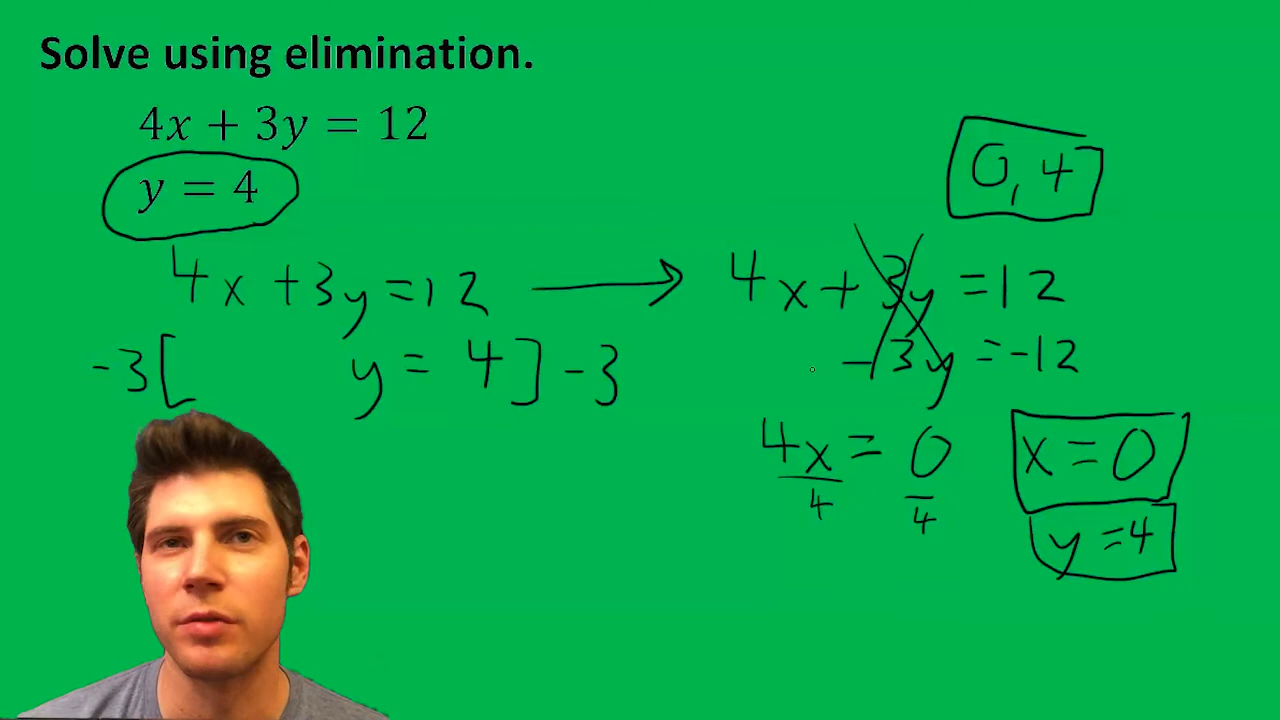 Solve using elimination.
4x + 3y = 12
y = 4
0, 4
4x + 3y = 12
4x + 3y = 12
-3[ y = 4 ] -3
- 3y = -12
4x = 0
4 4
x = 0
y = 4